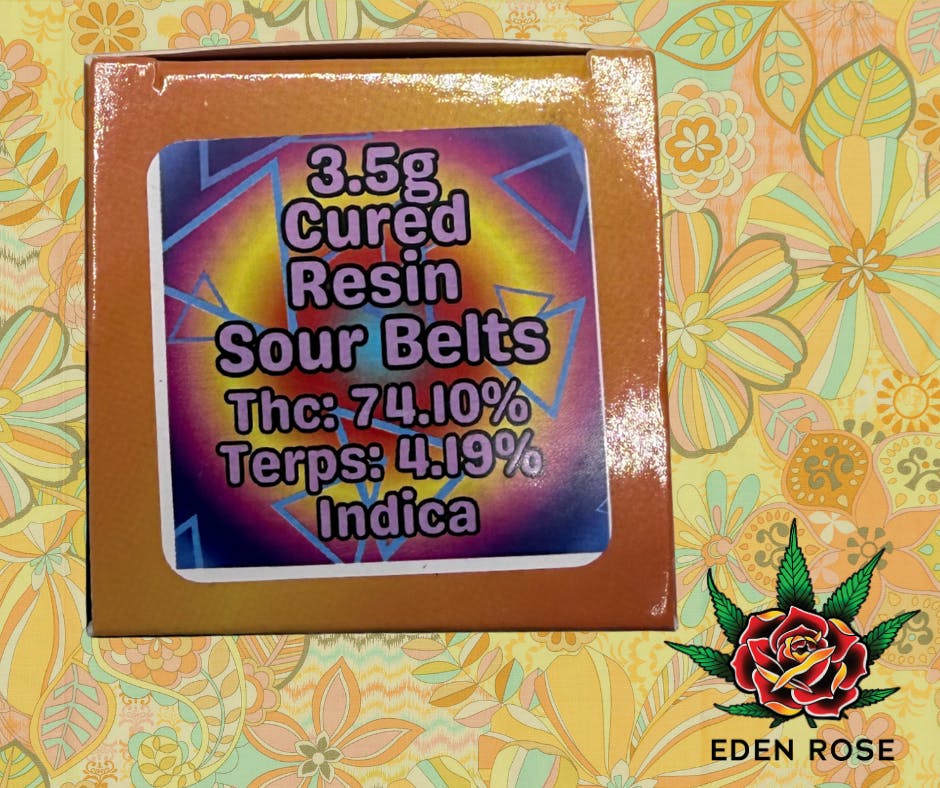 3.5g
Cured
Resin
Sour Belts
Thc: 74.10%
Terps: 4.19%
Indica
EDEN ROSE